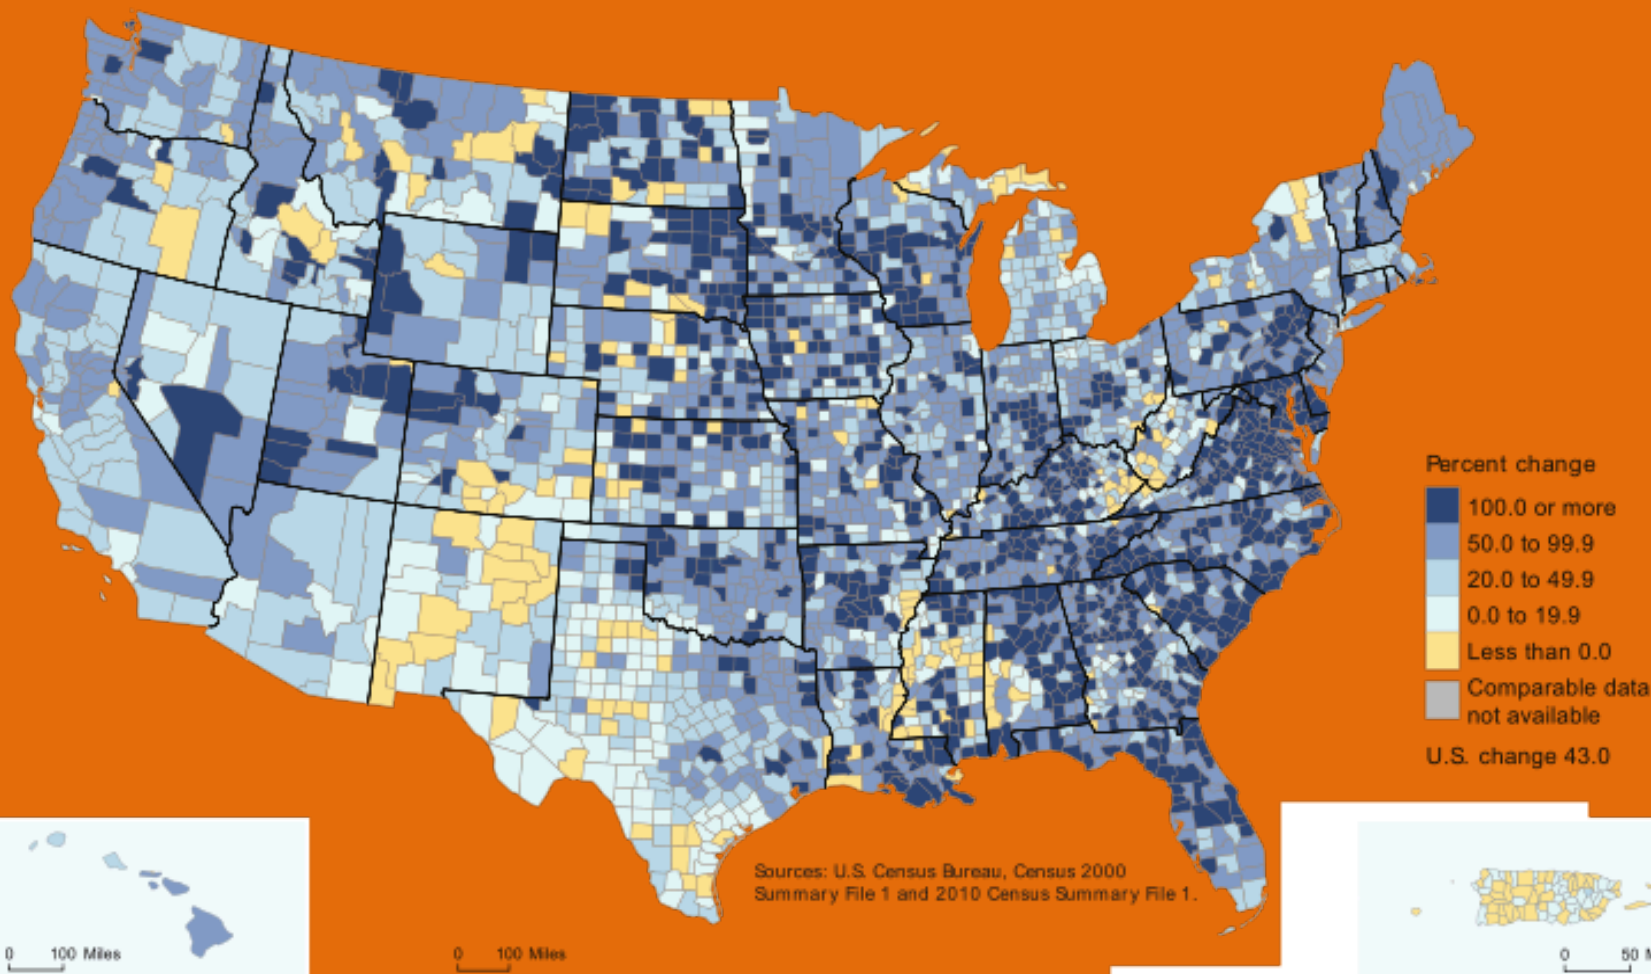 Percent change
100.0 or more
50.0 to 99.9
20.0 to 49.9
0.0 to 19.9
Less than 0.0
Comparable data
not available
U.S. change 43.0
Sources: U.S. Census Bureau, Census 2000
Summary File 1 and 2010 Census Summary File 1.
0 100 Miles
0 100 Miles
0 50 M